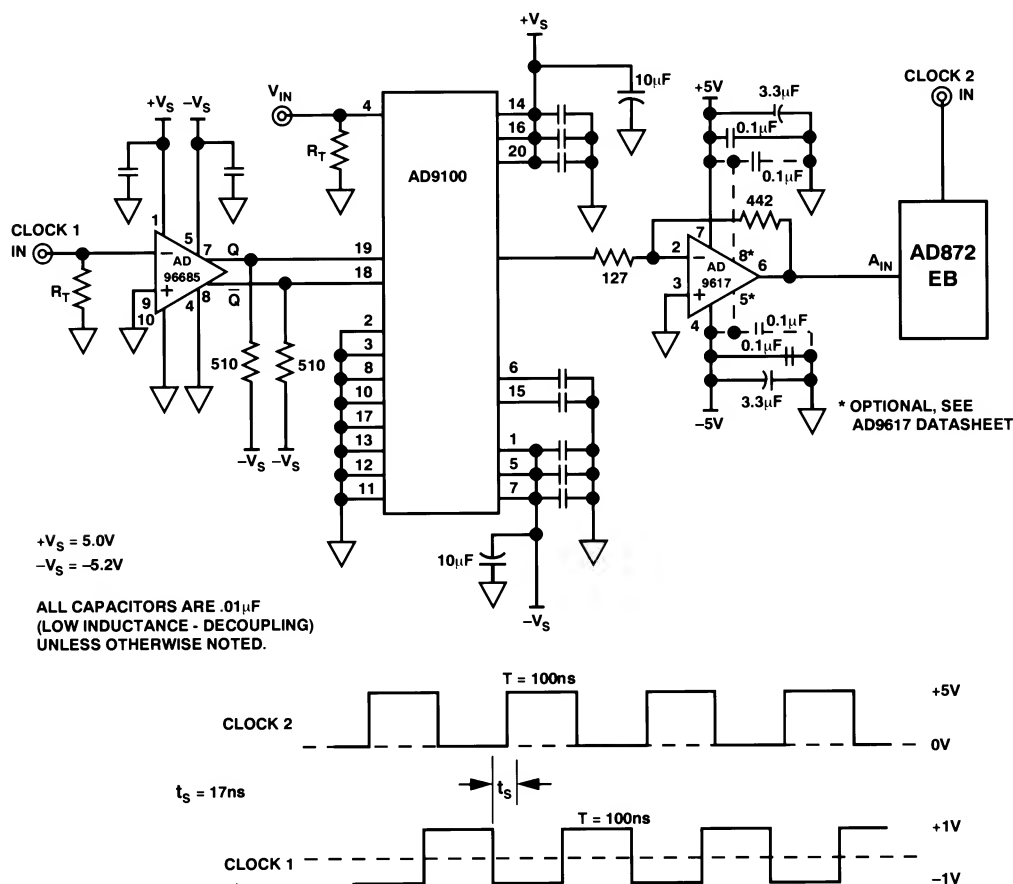 +VS
10μF
VIN
4
RT
AD9100
14
16
20
+VS
−VS
1
5
7
Q
CLOCK 1
IN
RT
AD
96685
−
+
9
10
4
8
Q̅
510
510
−VS
−VS
19
18
2
3
8
10
17
13
12
11
6
15
1
5
7
10μF
−VS
+5V
3.3μF
0.1μF
0.1μF
442
127
2
3
7
−
+
AD
9617
8*
5*
6
4
0.1μF
0.1μF
3.3μF
−5V
CLOCK 2
IN
AIN
AD872
EB
* OPTIONAL, SEE
AD9617 DATASHEET
+VS = 5.0V
−VS = −5.2V
ALL CAPACITORS ARE .01μF
(LOW INDUCTANCE - DECOUPLING)
UNLESS OTHERWISE NOTED.
T = 100ns
+5V
CLOCK 2
0V
tS = 17ns
tS
T = 100ns
+1V
CLOCK 1
−1V